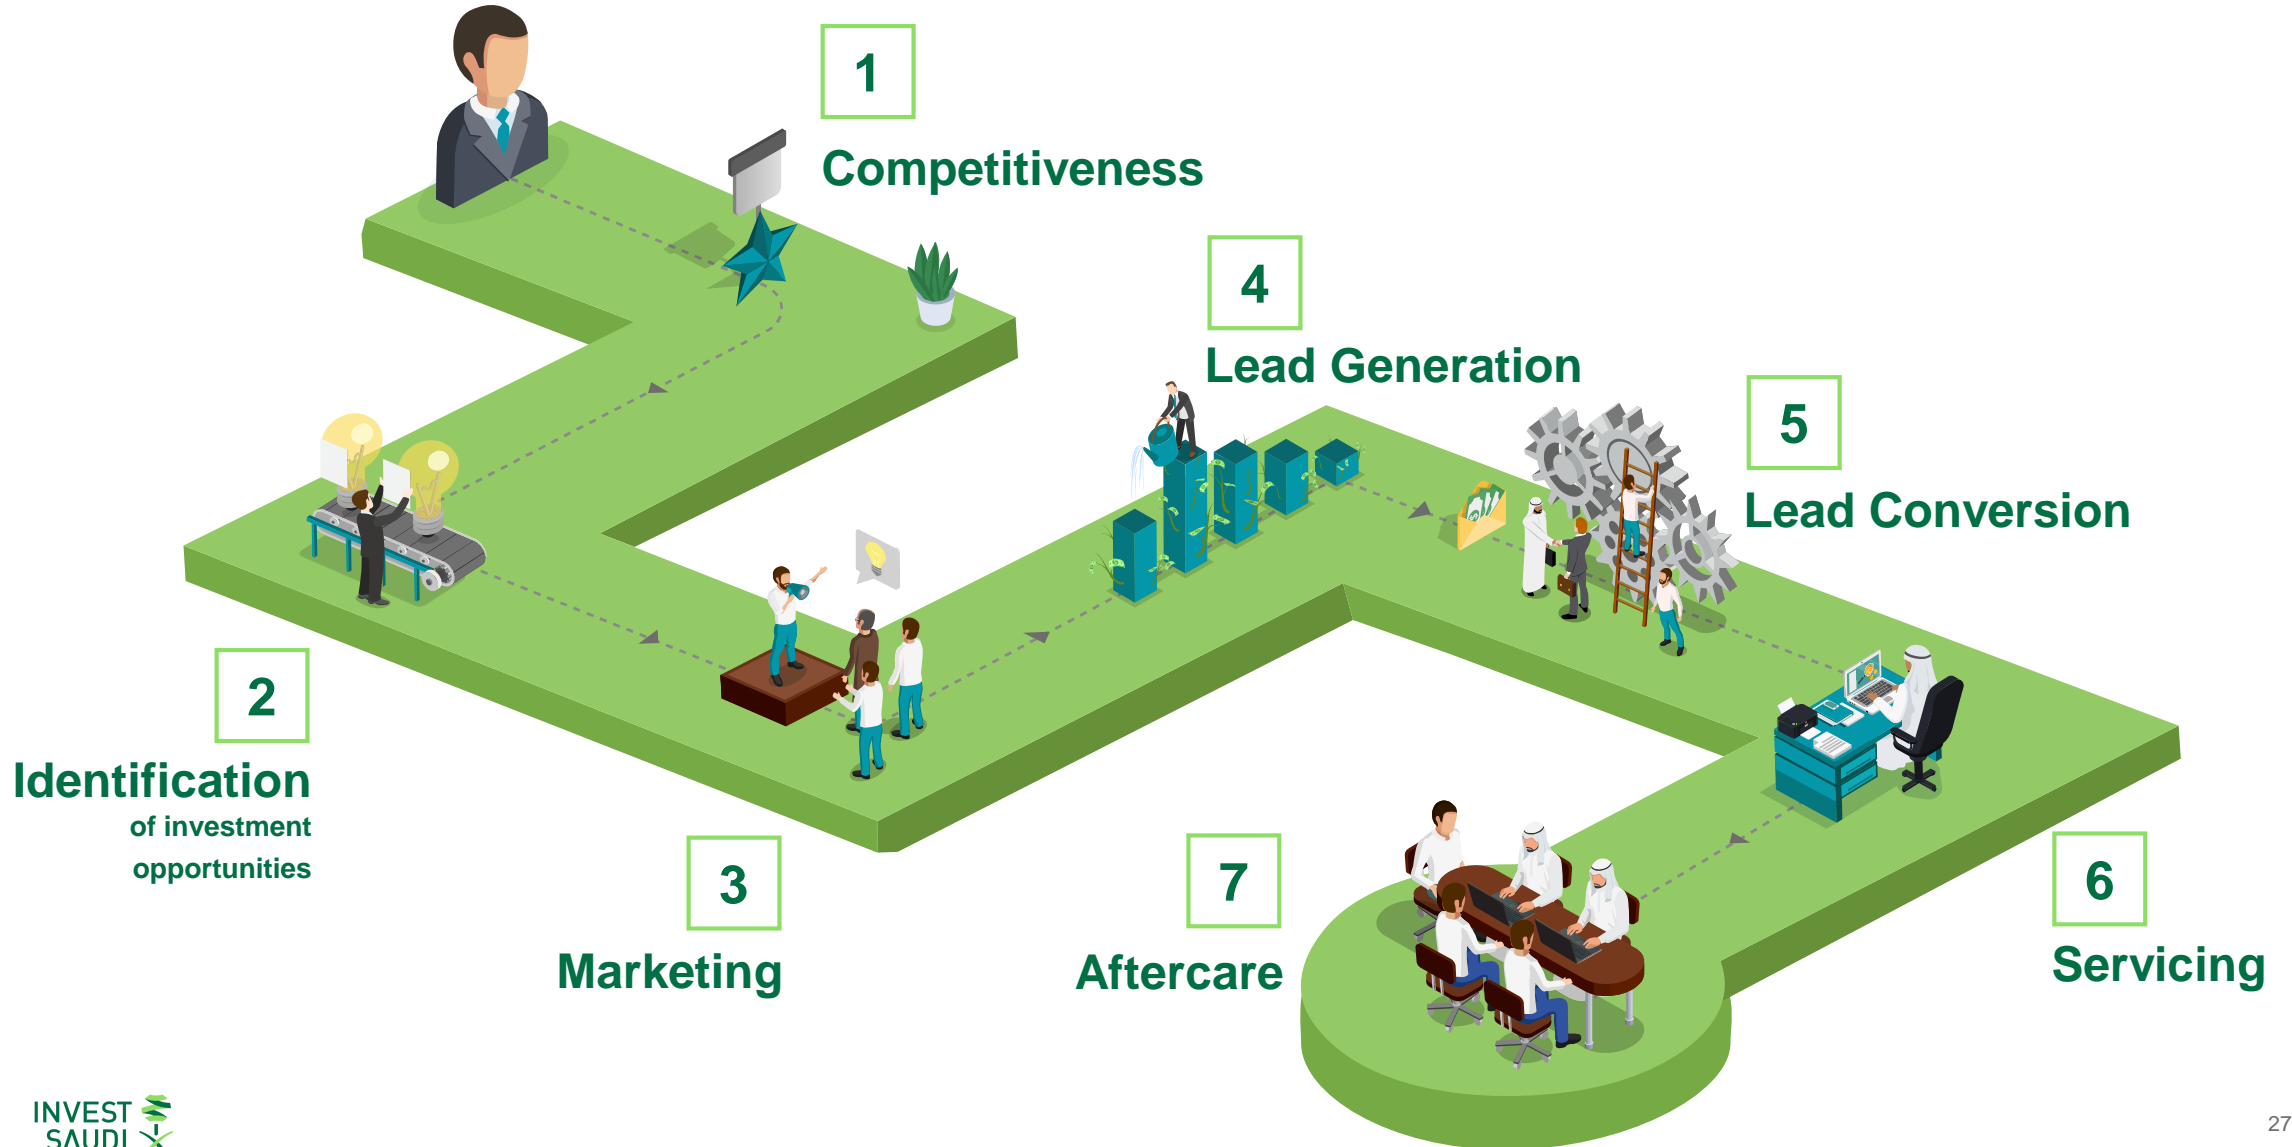 1
Competitiveness
2
Identification
of investment
opportunities
3
Marketing
4
Lead Generation
5
Lead Conversion
6
Servicing
7
Aftercare
INVEST
SAUDI
27